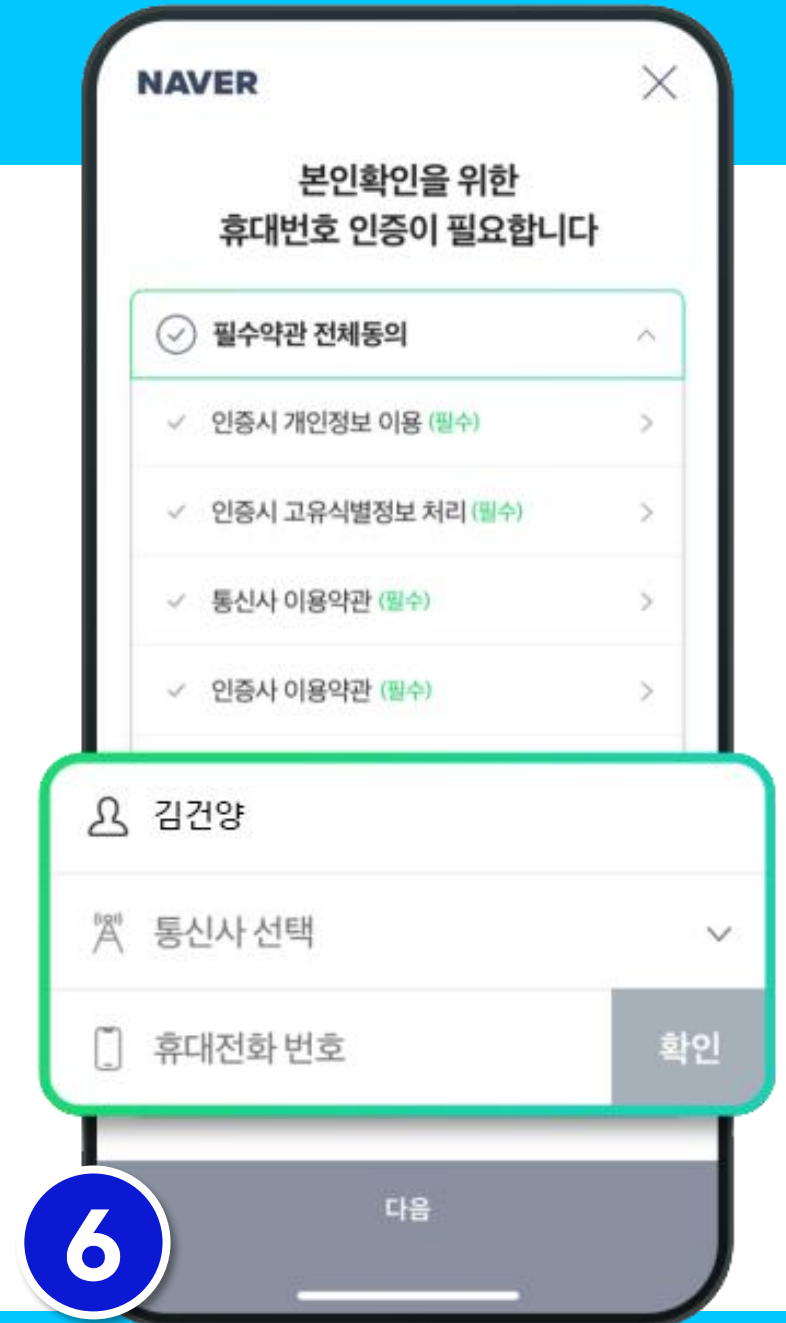 NAVER
본인확인을 위한
휴대번호 인증이 필요합니다
필수약관 전체동의
인증시 개인정보 이용 (필수)
인증시 고유식별정보 처리 (필수)
통신사 이용약관 (필수)
인증사 이용약관 (필수)
김건양
통신사 선택
휴대전화 번호 확인
다음
6